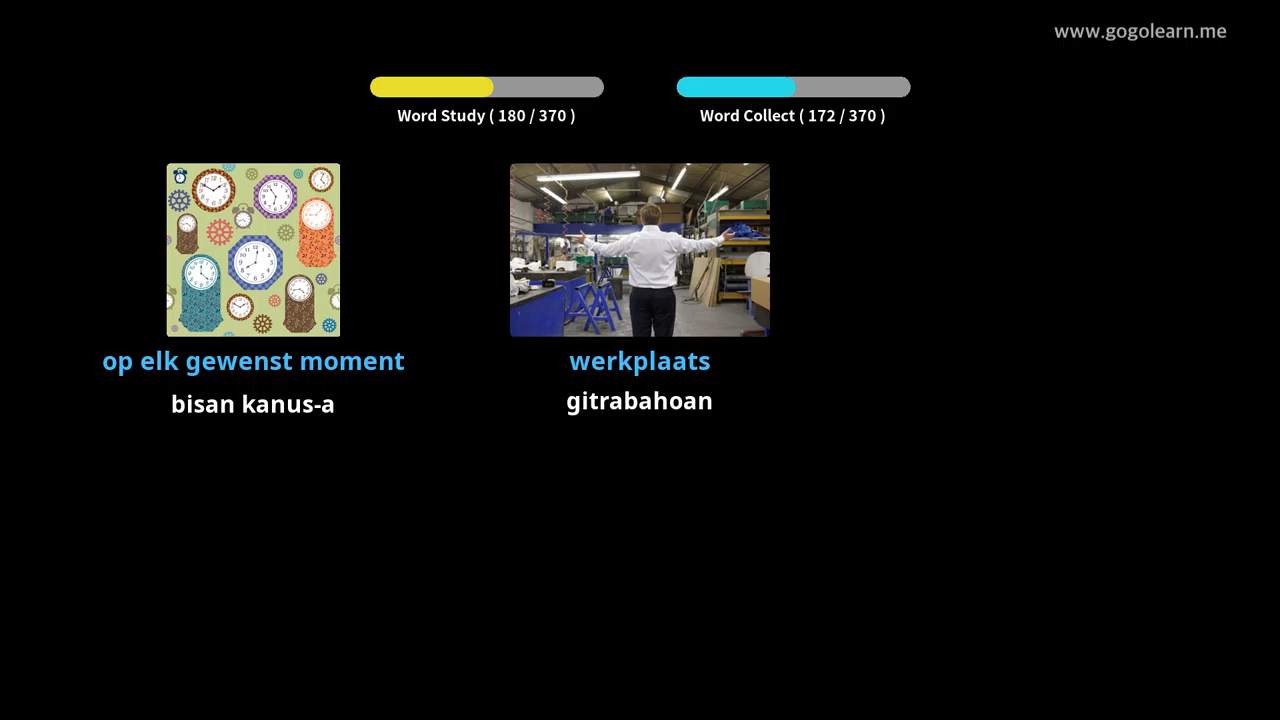 www.gogolearn.me
Word Study ( 180 / 370 )
Word Collect ( 172 / 370 )
op elk gewenst moment
bisan kanus-a
werkplaats
gitrabahoan